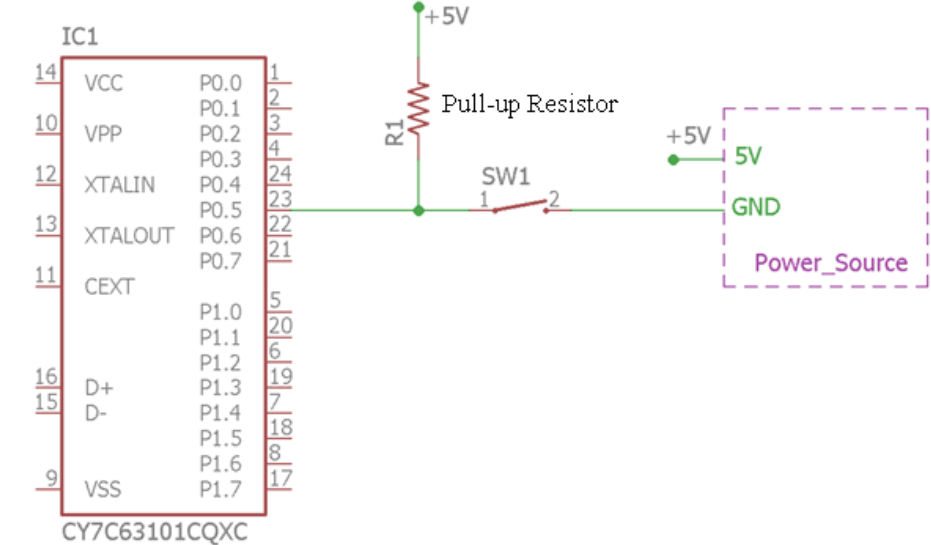 +5V
IC1
14 VCC P0.0 1
P0.1 2
10 VPP P0.2 3
P0.3 4
12 XTALIN P0.4 24
P0.5 23
13 XTALOUT P0.6 22
P0.7 21
11 CEXT
P1.0 5
P1.1 20
P1.2 6
16 D+ P1.3 19
15 D- P1.4 7
P1.5 18
P1.6 8
9 VSS P1.7 17
CY7C63101CQXC
R1
Pull-up Resistor
SW1
1 2
+5V
5V
GND
Power_Source